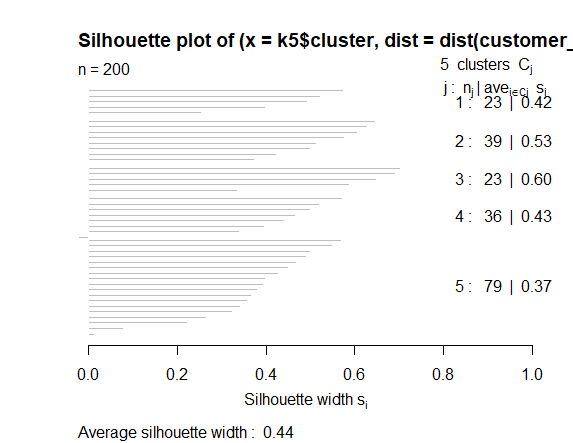 Silhouette plot of (x = k5$cluster, dist = dist(customer_
n = 200
5 clusters Cj
j : nj | avei∈Cj si
1 : 23 | 0.42
2 : 39 | 0.53
3 : 23 | 0.60
4 : 36 | 0.43
5 : 79 | 0.37
0.0 0.2 0.4 0.6 0.8 1.0
Silhouette width si
Average silhouette width : 0.44